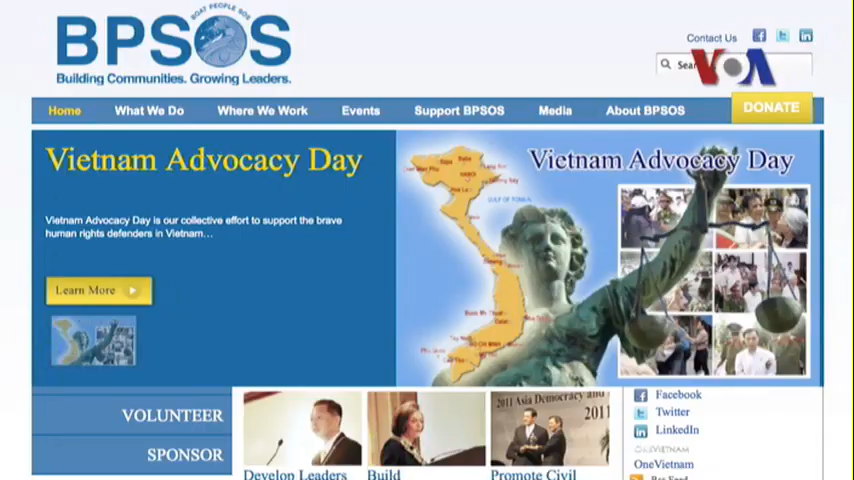 BOAT PEOPLE SOS
BPSOS
Building Communities. Growing Leaders.
Contact Us
VOA
Home
What We Do
Where We Work
Events
Support BPSOS
Media
About BPSOS
DONATE
Vietnam Advocacy Day
Vietnam Advocacy Day is our collective effort to support the brave
human rights defenders in Vietnam...
Learn More
Vietnam Advocacy Day
GULF OF TONKIN
VOLUNTEER
SPONSOR
2011 Asia Democracy and
2011
Develop Leaders
Build
Promote Civil
Facebook
Twitter
LinkedIn
OneVietnam
OneVietnam